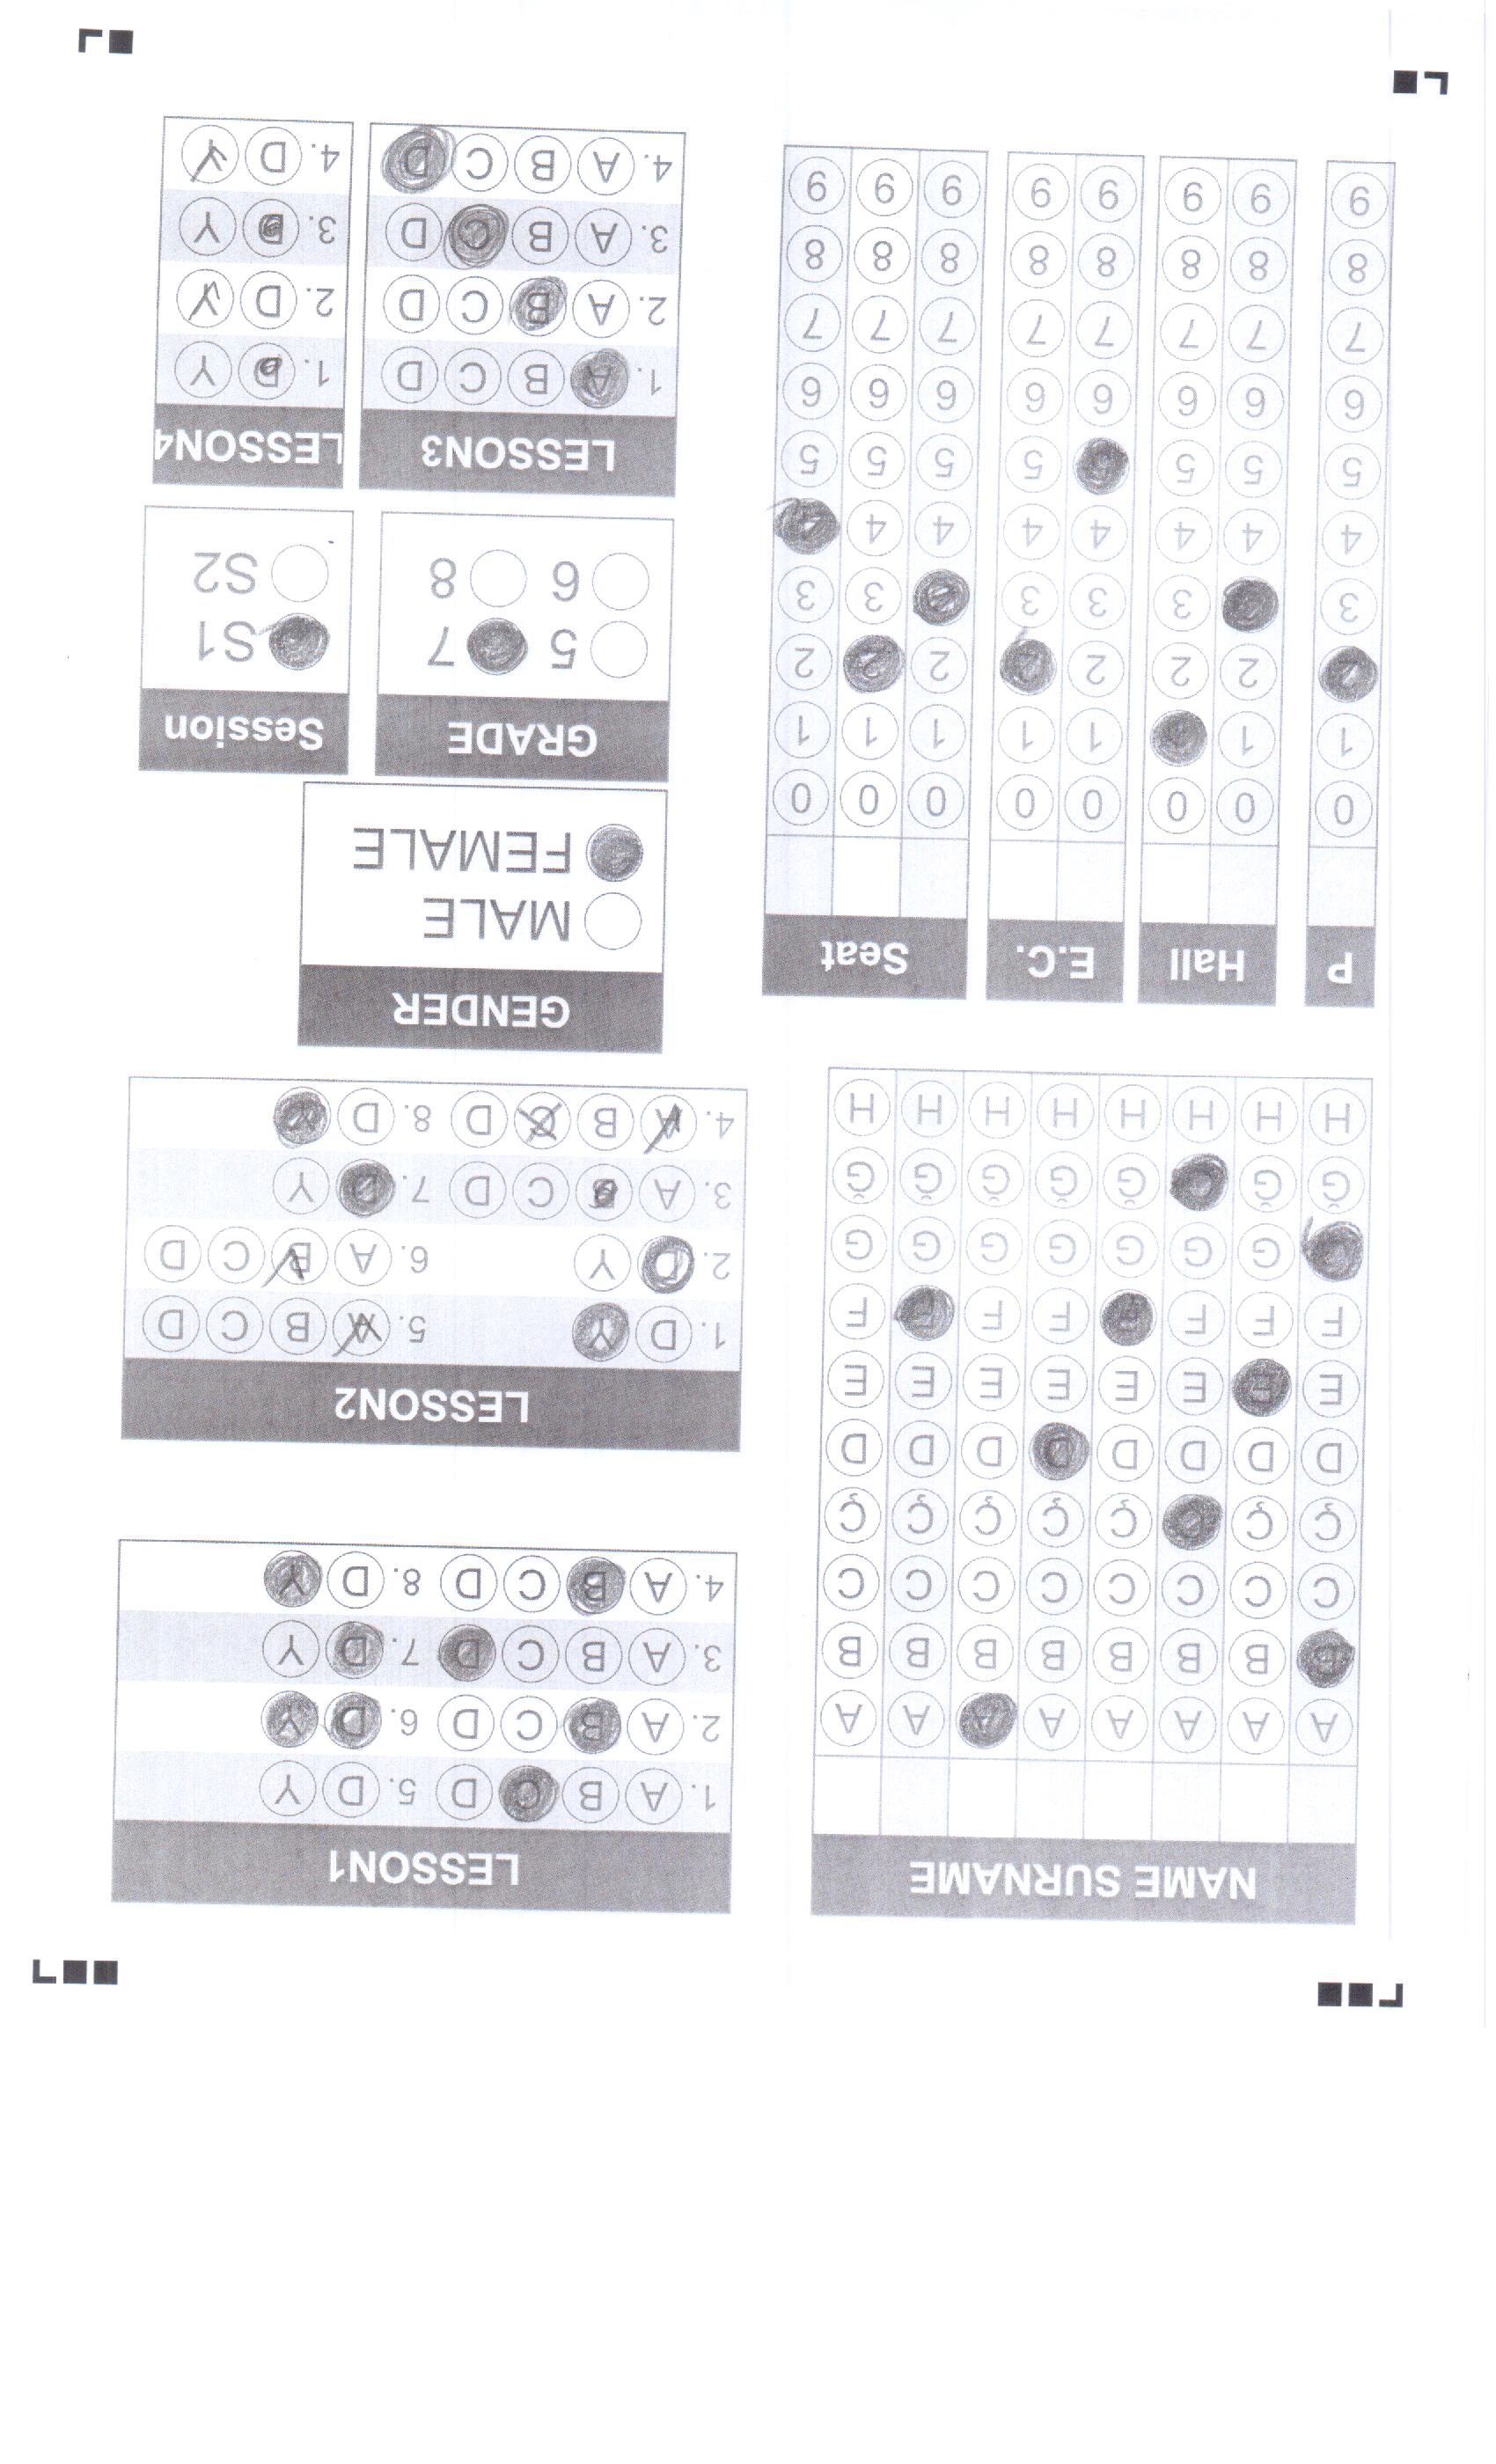 NAME SURNAME
A A A A A A A A
B B B B B B B B
C C C C C C C C
Ç Ç Ç Ç Ç Ç Ç
D D D D D D D D
E E E E E E E E
F F F F F F F F
G G G G G G G
Ğ Ğ Ğ Ğ Ğ Ğ Ğ
H H H H H H H H
LESSON1
1. A B C D 5. D Y
2. A B C D 6. D Y
3. A B C D 7. D Y
4. A B C D 8. D Y
LESSON2
1. D Y 5. A B C D
2. D Y 6. A B C D
3. A B C D 7. D Y
4. A B C D 8. D Y
P
0
1
2
3
4
5
6
7
8
9
Hall
0 0
1 1
2 2
3 3
4 4
5 5
6 6
7 7
8 8
9 9
E.C.
0 0
1 1
2 2
3 3
4 4
5 5
6 6
7 7
8 8
9 9
Seat
0 0 0
1 1 1
2 2 2
3 3 3
4 4 4
5 5 5
6 6 6
7 7 7
8 8 8
9 9 9
GENDER
MALE
FEMALE
GRADE
5 7
6 8
Session
S1
S2
LESSON3
1. A B C D
2. A B C D
3. A B C D
4. A B C D
LESSON4
1. D Y
2. D Y
3. D Y
4. D Y